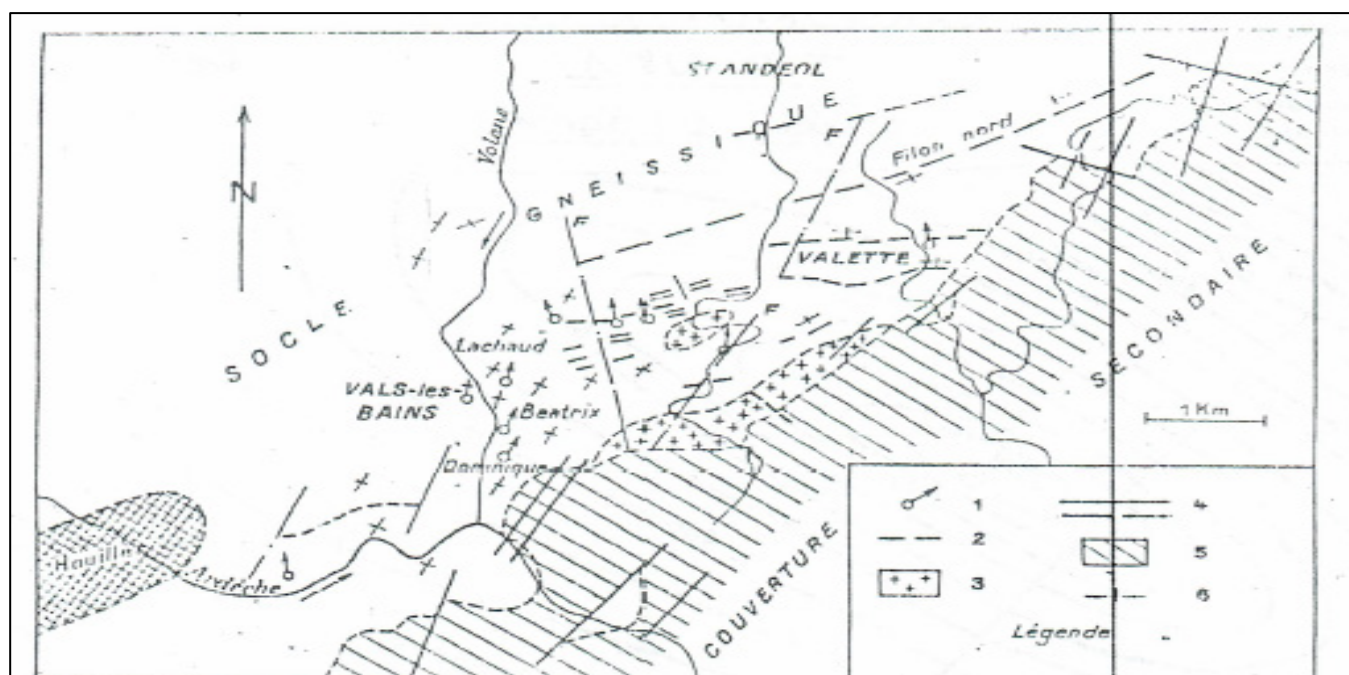 St ANDEOL
Volane
GNEISSIQUE
F
Filon nord
N
F
VALETTE
SOCLE
Lachaud
VALS-les-
BAINS
F
Bentrix
Dominique
SECONDAIRE
1 Km
Houiller
Ardèche
COUVERTURE
1
4
2
5
3
6
Légende